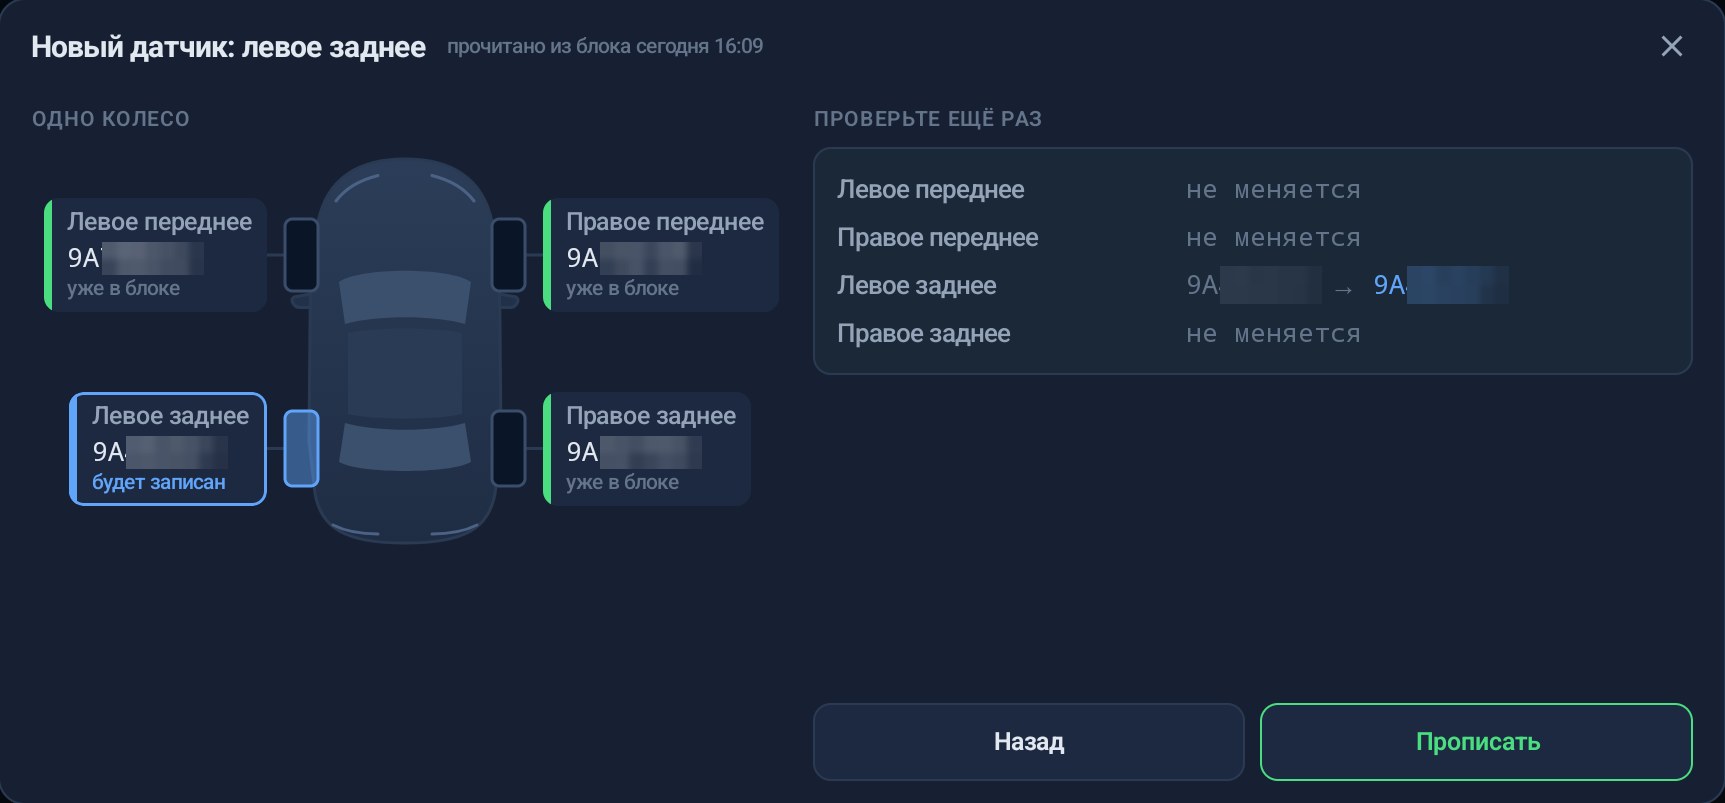 Новый датчик: левое заднее прочитано из блока сегодня 16:09
ОДНО КОЛЕСО
Левое переднее
9A
уже в блоке
Правое переднее
9A
уже в блоке
Левое заднее
9A
будет записан
Правое заднее
9A
уже в блоке
ПРОВЕРЬТЕ ЕЩЁ РАЗ
Левое переднее не меняется
Правое переднее не меняется
Левое заднее 9A → 9A
Правое заднее не меняется
Назад
Прописать